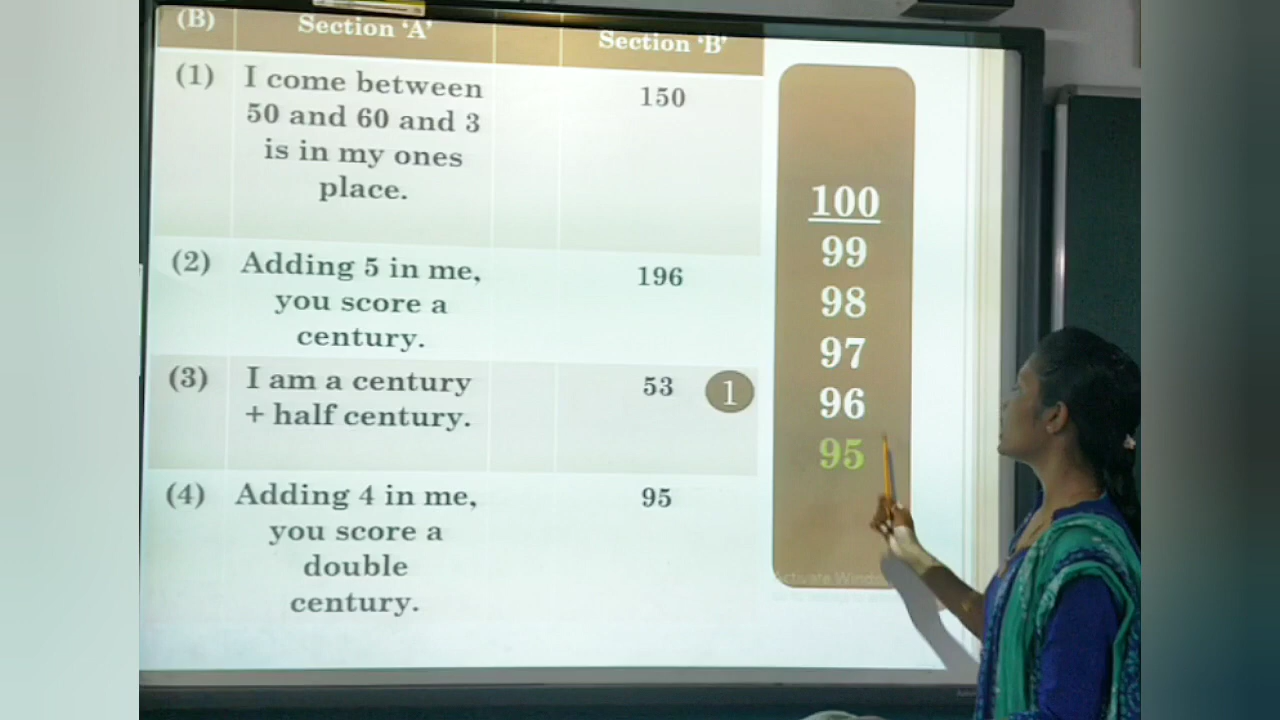 (B) Section ‘A’ Section ‘B’
(1) I come between 150
50 and 60 and 3
is in my ones
place.
(2) Adding 5 in me, 196
you score a
century.
(3) I am a century 53 1
+ half century.
(4) Adding 4 in me, 95
you score a
double
century.
100
99
98
97
96
95
Activate Windo